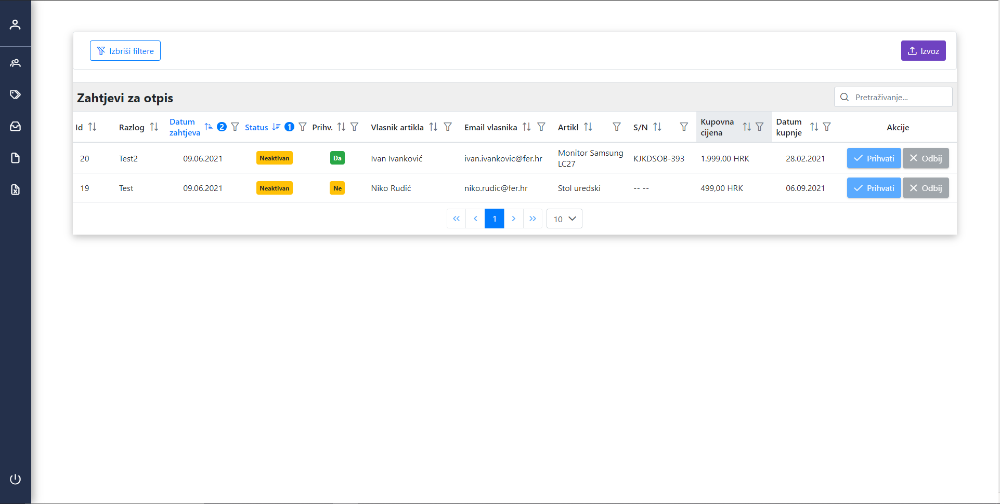 Izbriši filtere
Izvoz
Zahtjevi za otpis
Pretraživanje...
Id
Razlog
Datum
zahtjeva
2
Status
1
Prihv.
Vlasnik artikla
Email vlasnika
Artikl
S/N
Kupovna
cijena
Datum
kupnje
Akcije
20
Test2
09.06.2021
Neaktivan
Da
Ivan Ivanković
ivan.ivankovic@fer.hr
Monitor Samsung
LC27
KJKDSOB-393
1.999,00 HRK
28.02.2021
Prihvati
Odbij
19
Test
09.06.2021
Neaktivan
Ne
Niko Rudić
niko.rudic@fer.hr
Stol uredski
-- --
499,00 HRK
06.09.2021
Prihvati
Odbij
1
10